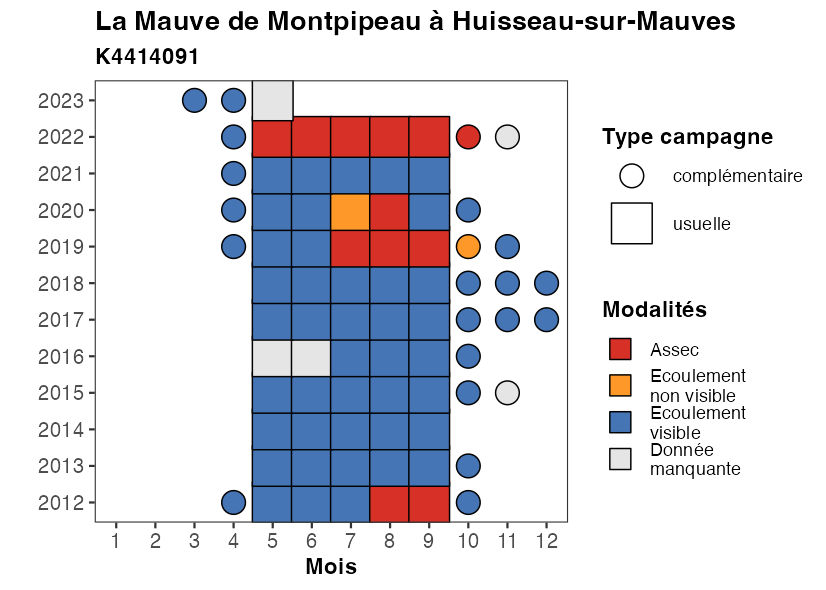 La Mauve de Montpipeau à Huisseau-sur-Mauves
K4414091
2023
2022
2021
2020
2019
2018
2017
2016
2015
2014
2013
2012
1 2 3 4 5 6 7 8 9 10 11 12
Mois
Type campagne
complémentaire
usuelle
Modalités
Assec
Ecoulement
non visible
Ecoulement
visible
Donnée
manquante